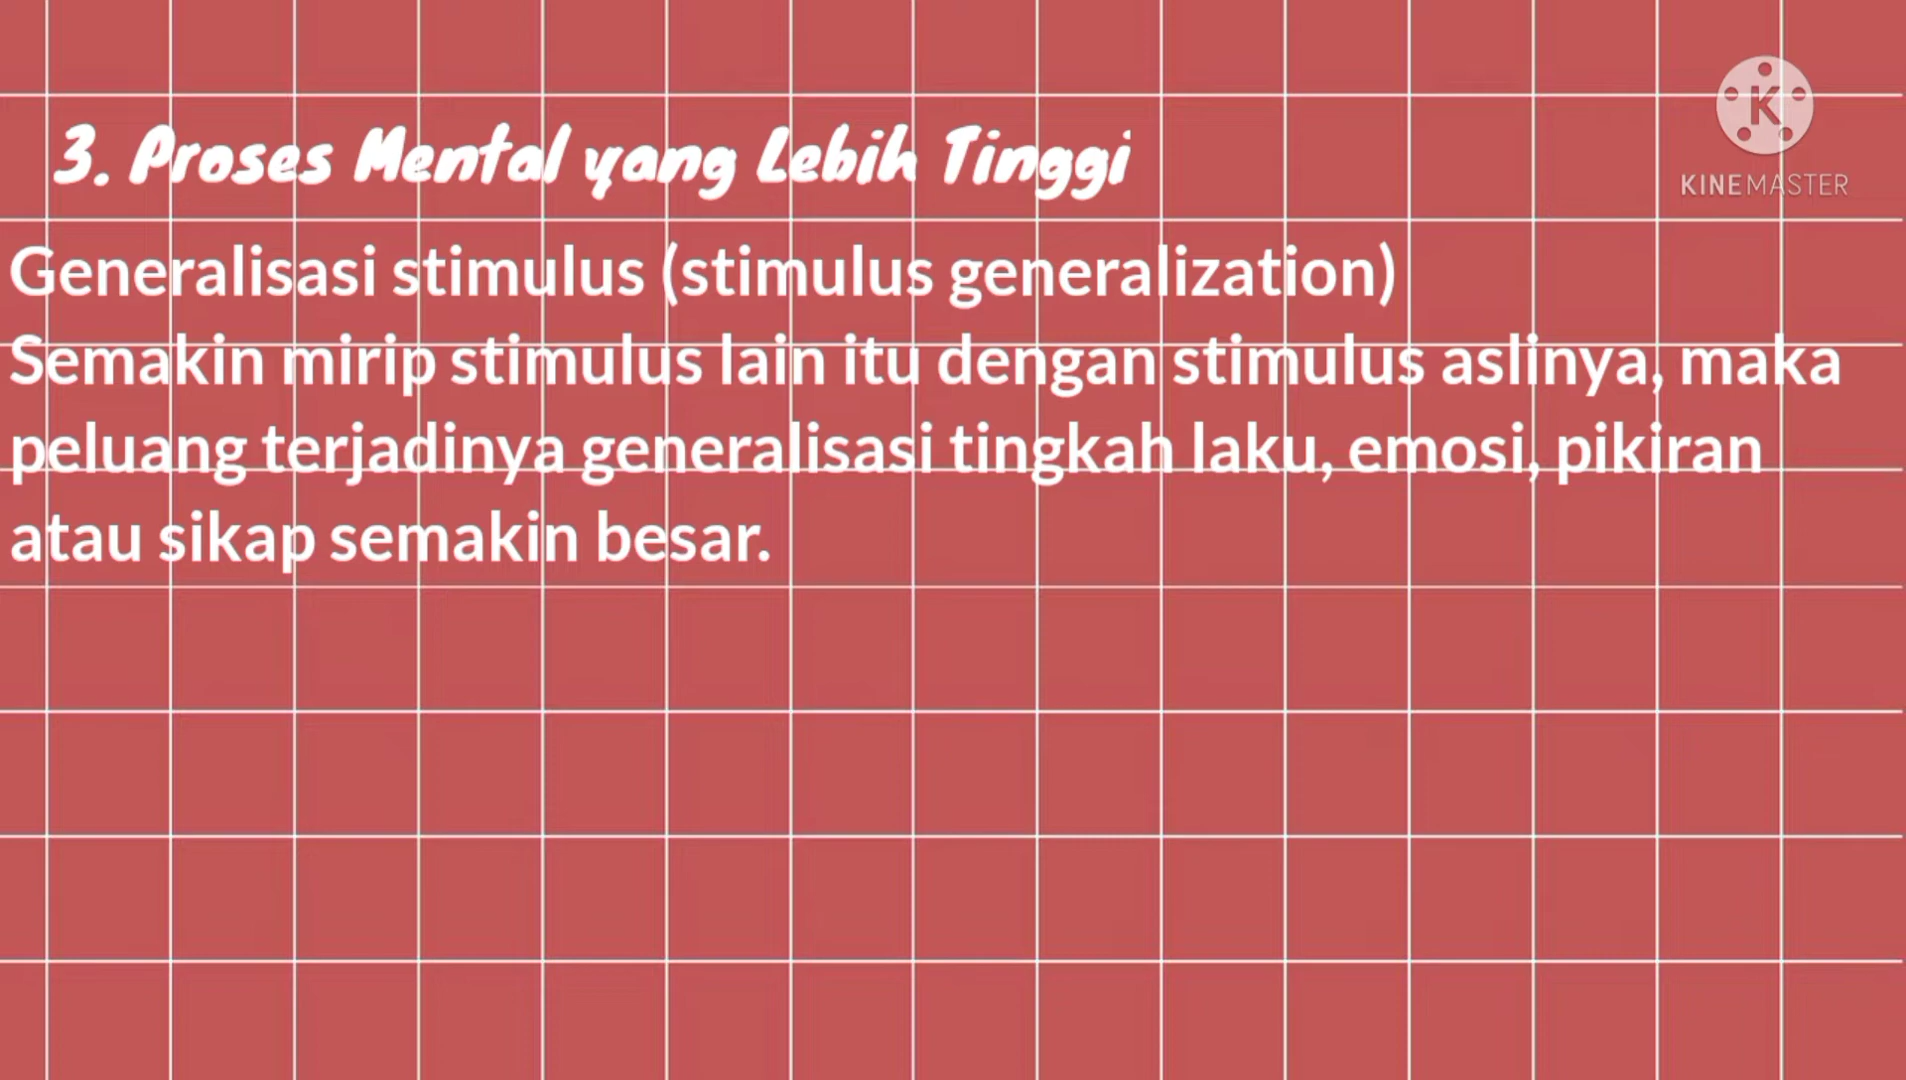 3. Proses Mental yang Lebih Tinggi
K
KINEMASTER
Generalisasi stimulus (stimulus generalization)
Semakin mirip stimulus lain itu dengan stimulus aslinya, maka
peluang terjadinya generalisasi tingkah laku, emosi, pikiran
atau sikap semakin besar.